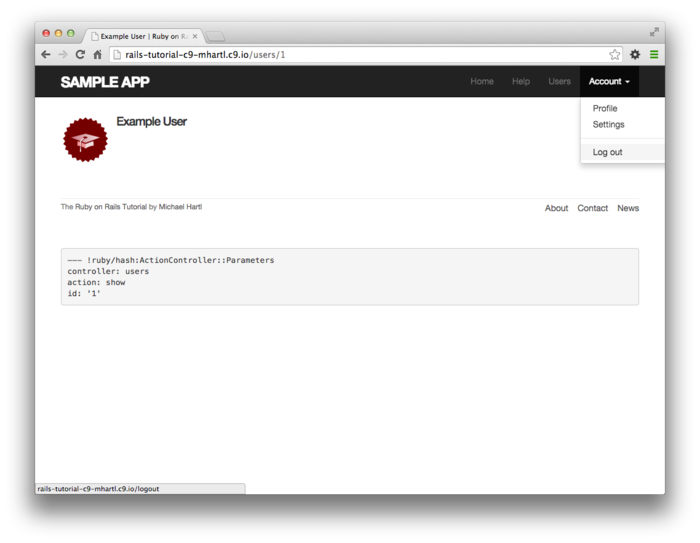 Example User | Ruby on Ra
rails-tutorial-c9-mhartl.c9.io/users/1
SAMPLE APP
Home Help Users Account
Profile
Settings
Log out
Example User
The Ruby on Rails Tutorial by Michael Hartl
About Contact News
--- !ruby/hash:ActionController::Parameters
controller: users
action: show
id: '1'
rails-tutorial-c9-mhartl.c9.io/logout